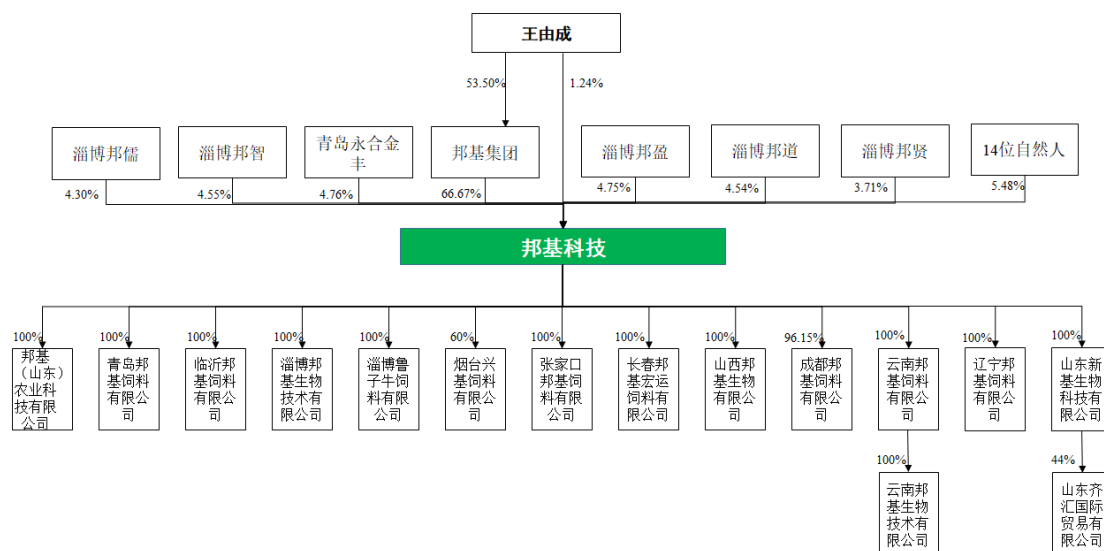 王由成
53.50%
1.24%
淄博邦儒
淄博邦智
青岛永合金
丰
邦基集团
淄博邦盈
淄博邦道
淄博邦贤
14位自然人
4.30%
4.55%
4.76%
66.67%
4.75%
4.54%
3.71%
5.48%
邦基科技
100%
100%
100%
100%
100%
60%
100%
100%
100%
96.15%
100%
100%
100%
邦基
（山东）
农业科
技有限
公司
青岛邦
基饲料
有限公
司
临沂邦
基饲料
有限公
司
淄博邦
基生物
技术有
限公司
淄博鲁
子牛饲
料有限
公司
烟台兴
基饲料
有限公
司
张家口
邦基饲
料有限
公司
长春邦
基宏运
饲料有
限公司
山西邦
基生物
有限公
司
成都邦
基饲料
有限公
司
云南邦
基饲料
有限公
司
辽宁邦
基饲料
有限公
司
山东新
基生物
科技有
限公司
100%
44%
云南邦
基生物
技术有
限公司
山东齐
汇国际
贸易有
限公司